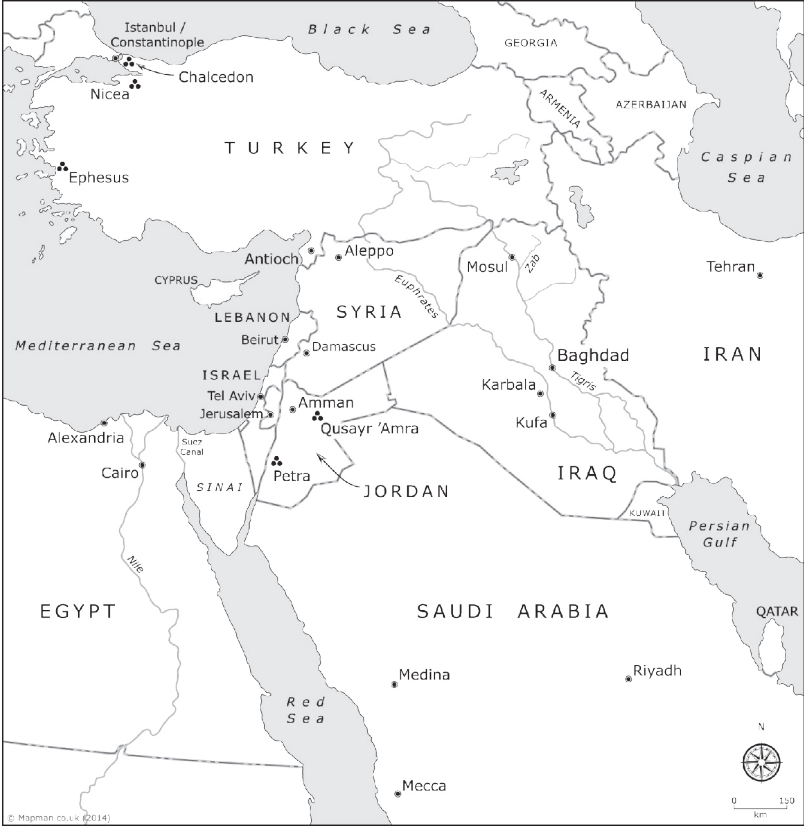 Istanbul /
Constantinople
Black Sea
GEORGIA
Chalcedon
Nicea
ARMENIA
AZERBAIJAN
TURKEY
Caspian
Sea
Ephesus
Antioch
Aleppo
Mosul
Zab
Tehran
CYPRUS
Euphrates
LEBANON
SYRIA
Mediterranean Sea
Beirut
Damascus
Baghdad
IRAN
ISRAEL
Tigris
Tel Aviv
Karbala
Amman
Jerusalem
Qusayr ’Amra
Kufa
Alexandria
Suez
Canal
Cairo
SINAI
Petra
IRAQ
JORDAN
KUWAIT
Persian
Gulf
Nile
EGYPT
SAUDI ARABIA
QATAR
Medina
Riyadh
Red
Sea
N
Mecca
0 150
km
© Mapman.co.uk (2014)